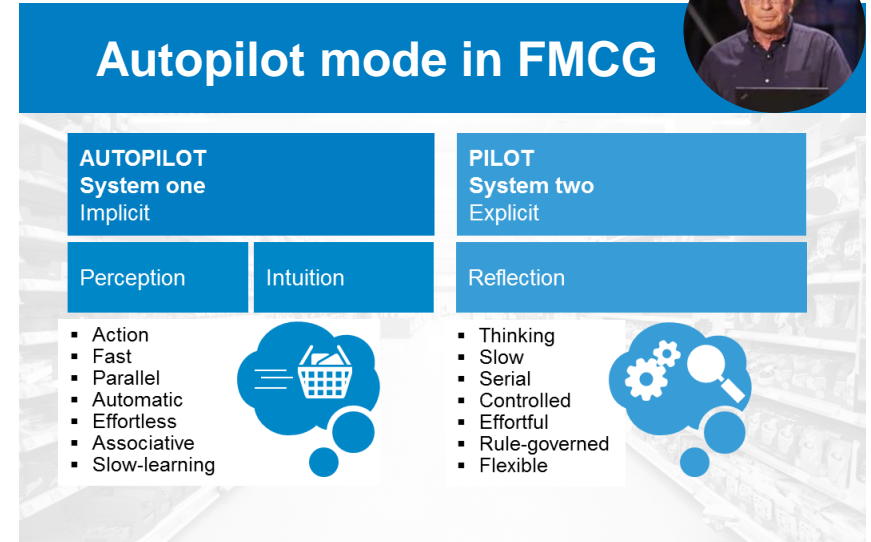 Autopilot mode in FMCG
AUTOPILOT
System one
Implicit
Perception
Intuition
▪ Action
▪ Fast
▪ Parallel
▪ Automatic
▪ Effortless
▪ Associative
▪ Slow-learning
PILOT
System two
Explicit
Reflection
▪ Thinking
▪ Slow
▪ Serial
▪ Controlled
▪ Effortful
▪ Rule-governed
▪ Flexible